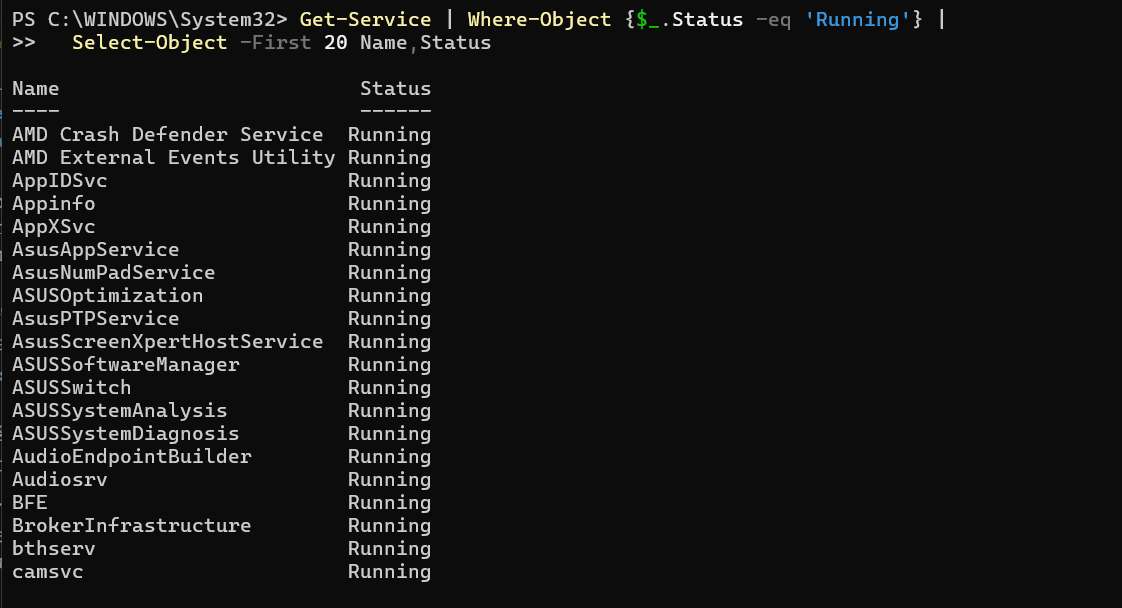 PS C:\WINDOWS\System32> Get-Service | Where-Object {$_.Status -eq 'Running'} |
>>   Select-Object -First 20 Name,Status
Name                         Status
----                         ------
AMD Crash Defender Service  Running
AMD External Events Utility Running
AppIDSvc                    Running
Appinfo                     Running
AppXSvc                     Running
AsusAppService              Running
AsusNumPadService           Running
ASUSOptimization            Running
AsusPTPService              Running
AsusScreenXpertHostService  Running
ASUSSoftwareManager         Running
ASUSSwitch                  Running
ASUSSystemAnalysis          Running
ASUSSystemDiagnosis         Running
AudioEndpointBuilder        Running
Audiosrv                    Running
BFE                         Running
BrokerInfrastructure        Running
bthserv                     Running
camsvc                      Running